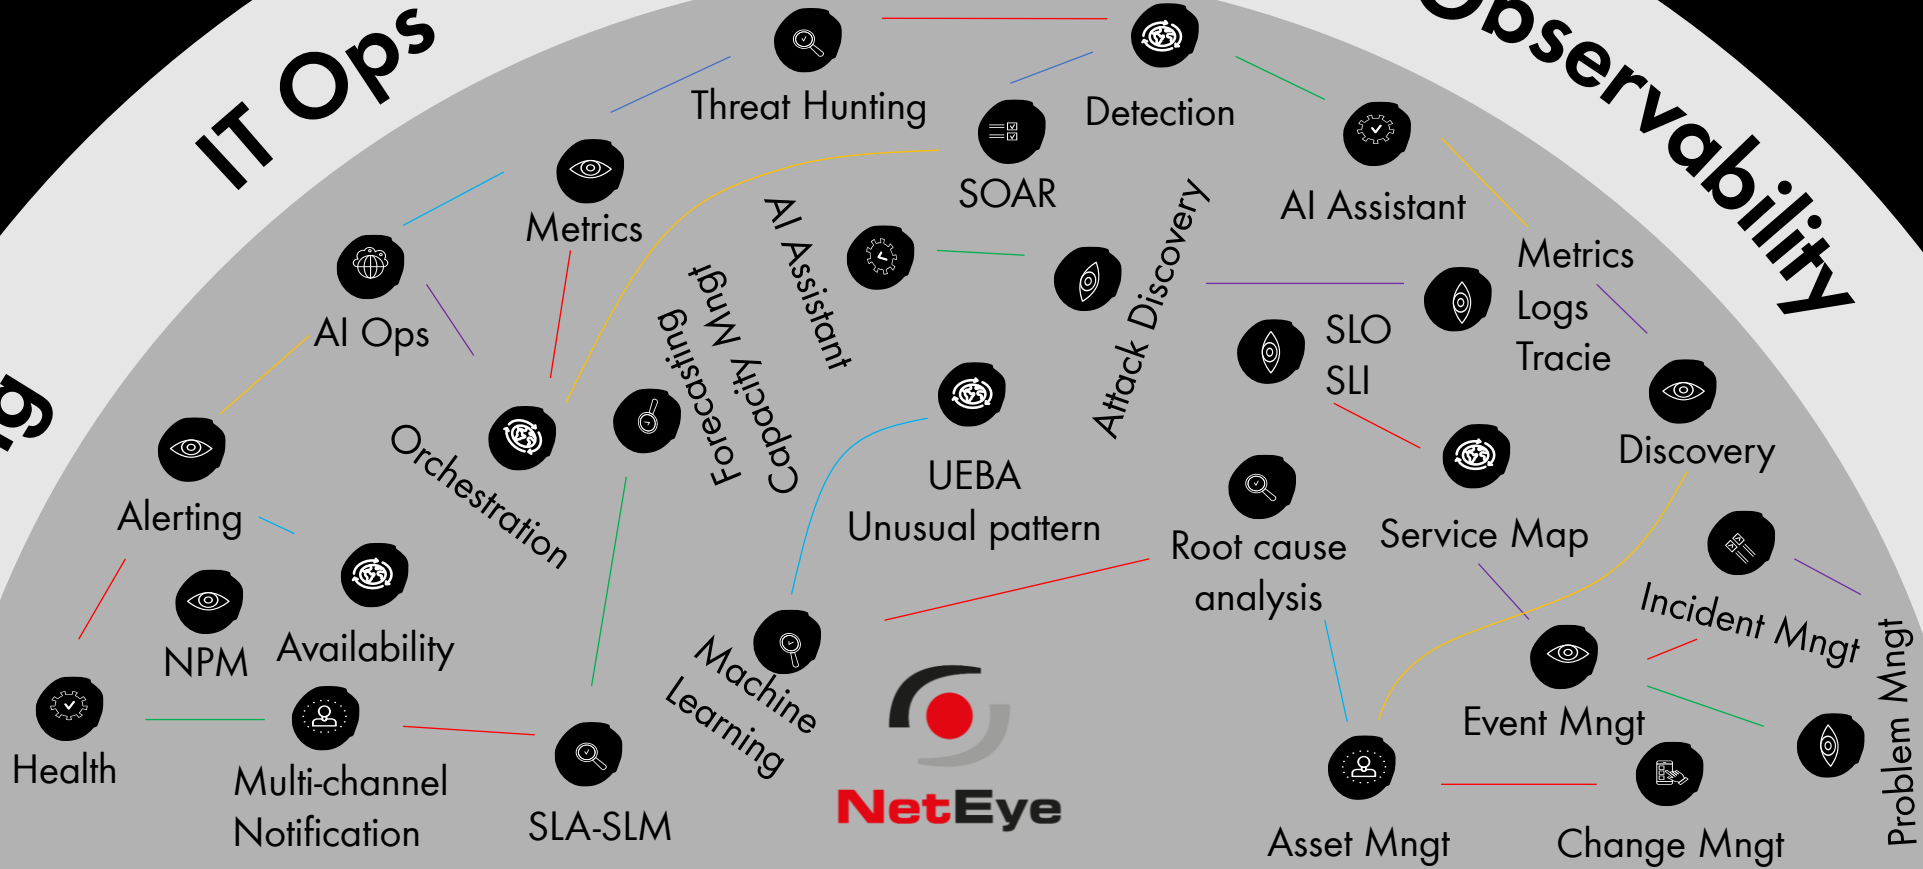 IT Ops
Observability
g
Threat Hunting
Detection
SOAR
AI Assistant
Metrics
AI Assistant
Attack Discovery
Metrics
Logs
Tracie
AI Ops
Forecasting
Capacity Mngt
SLO
SLI
Orchestration
UEBA
Unusual pattern
Discovery
Alerting
Root cause
analysis
Service Map
NPM
Availability
Incident Mngt
Machine
Learning
Problem Mngt
Health
Multi-channel
Notification
SLA-SLM
NetEye
Event Mngt
Asset Mngt
Change Mngt